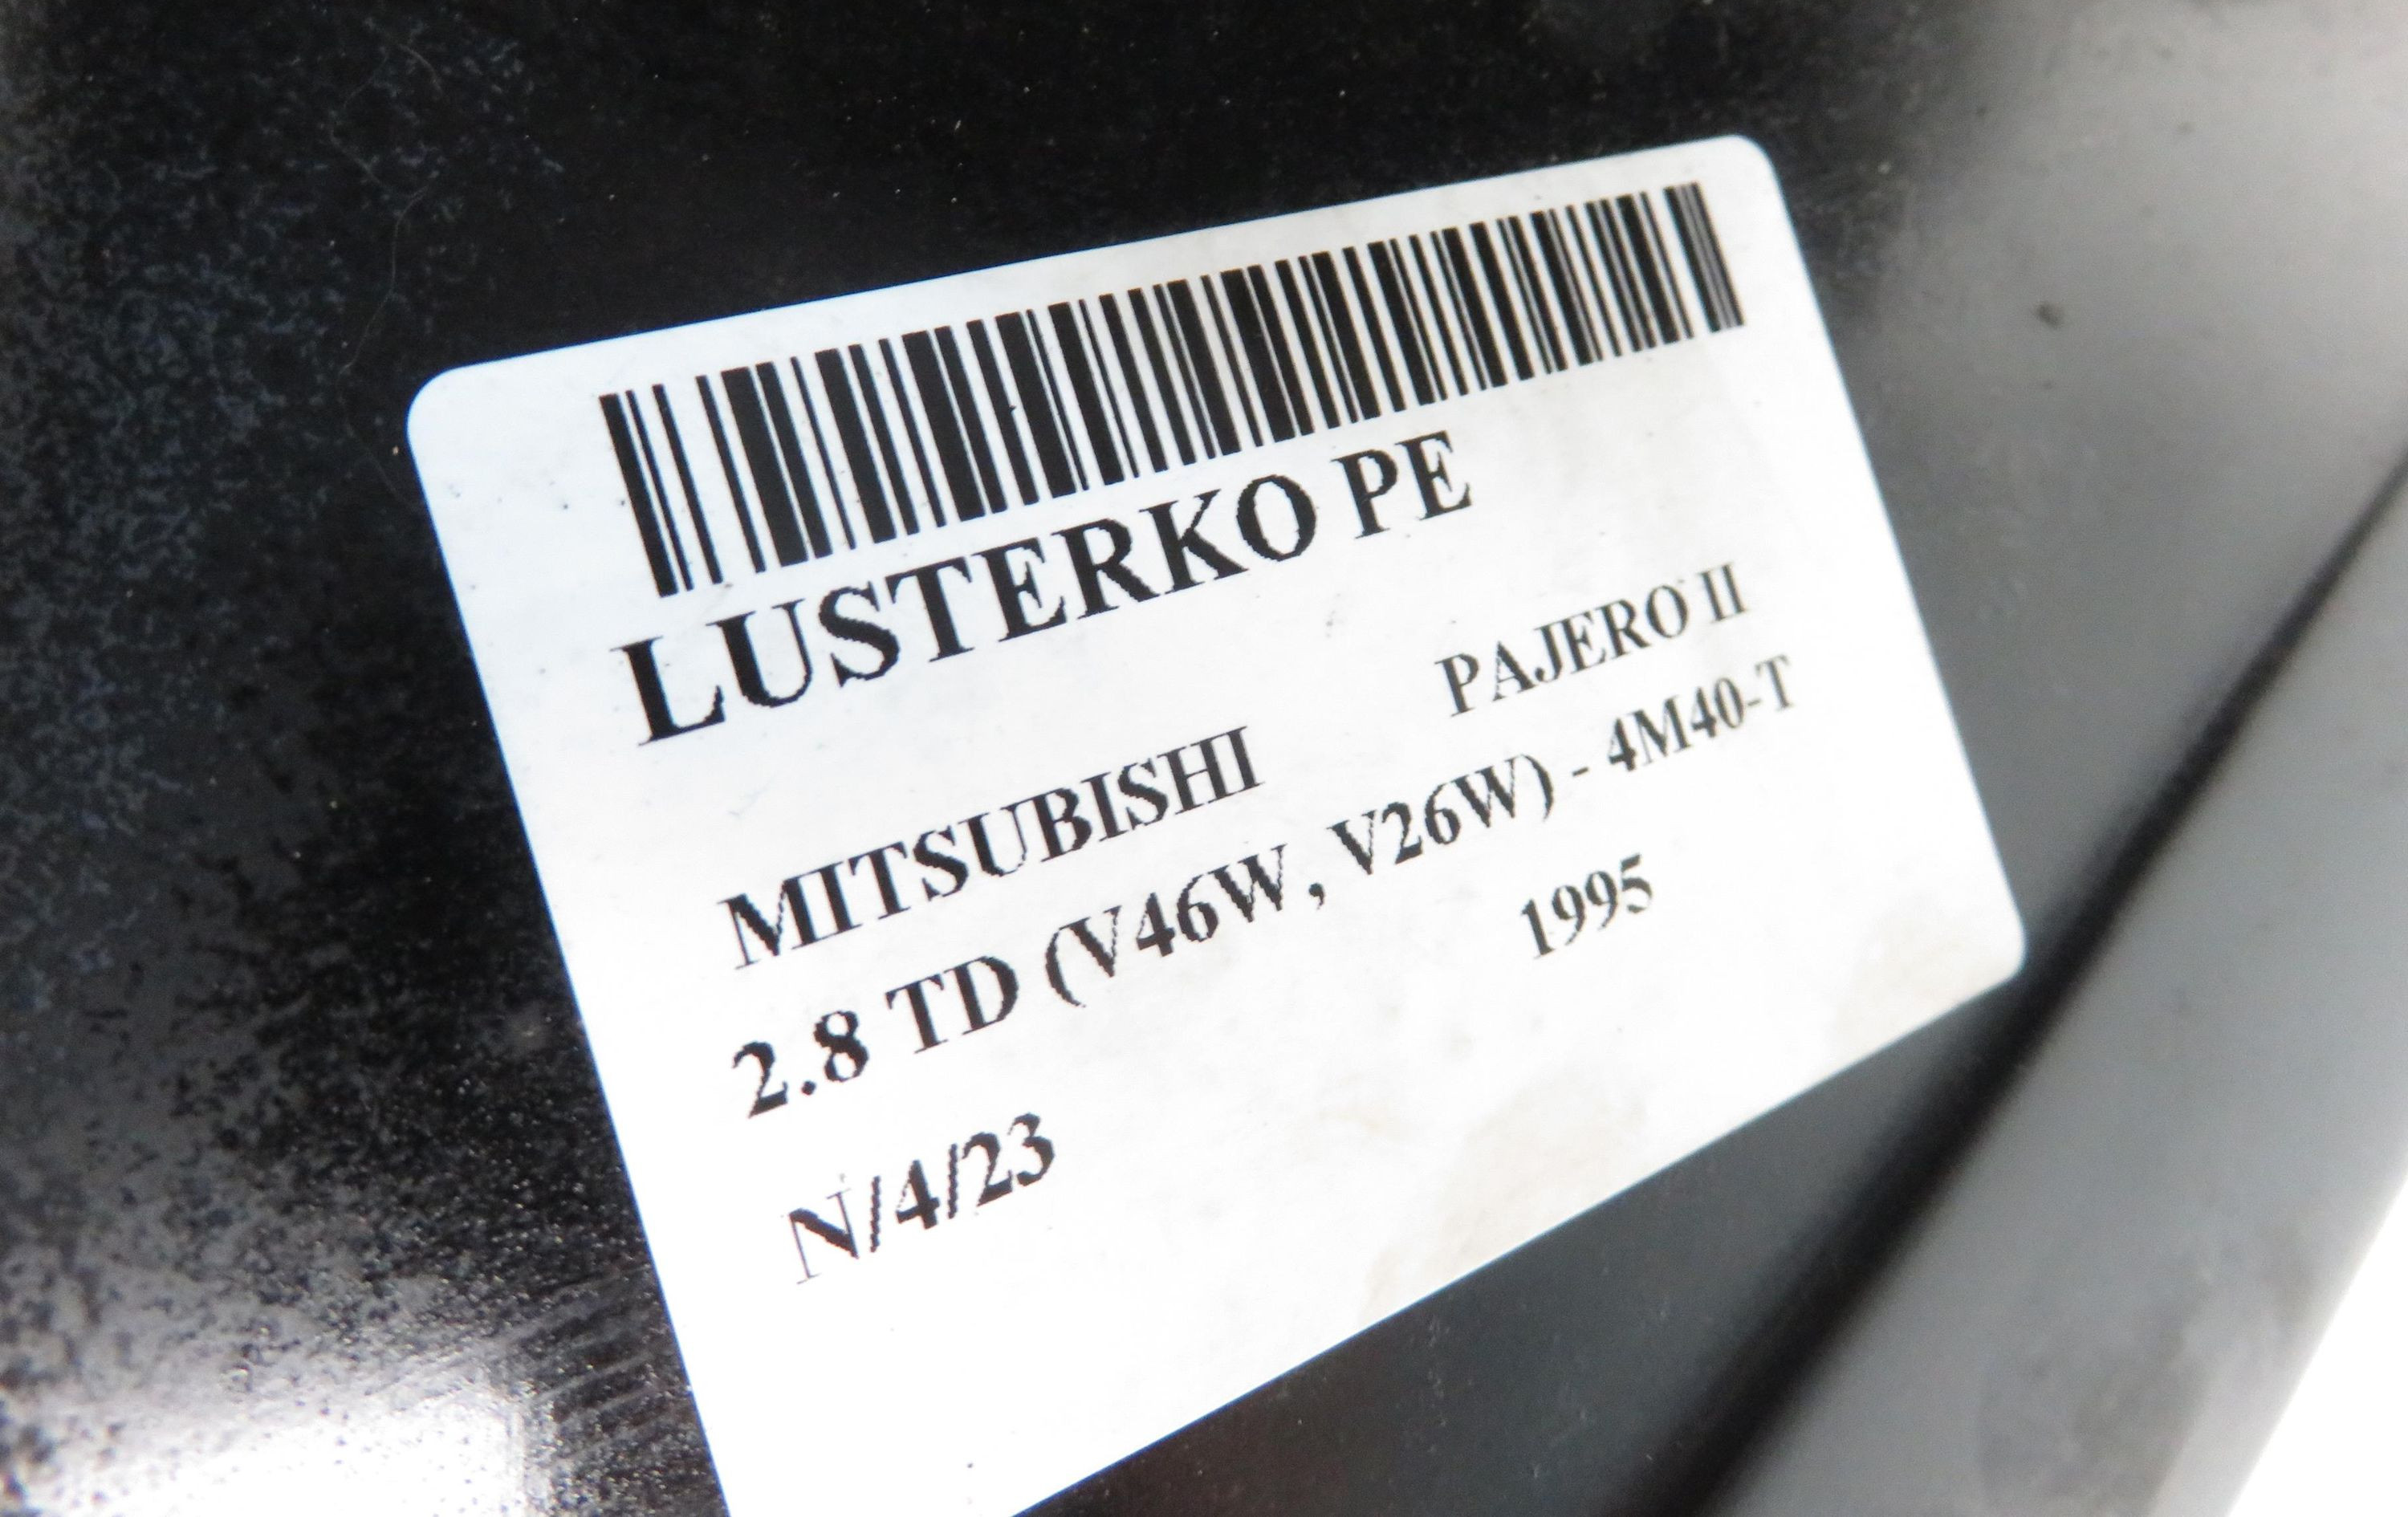 LUSTERKO PE
MITSUBISHI PAJERO II
2.8 TD (V46W, V26W) - 4M40-T
1995
N/4/23